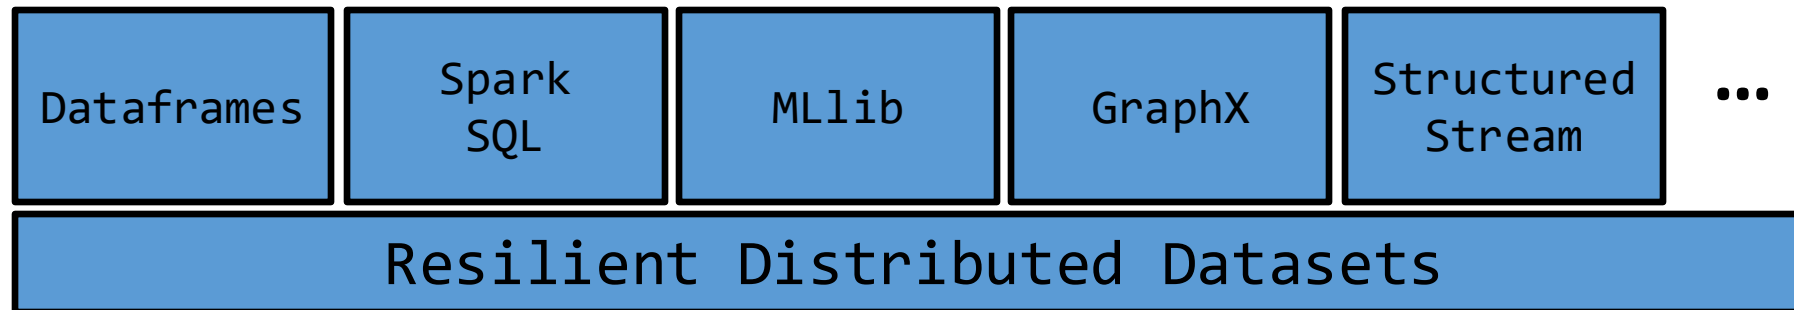 Dataframes
Spark
SQL
MLlib
GraphX
Structured
Stream
...
Resilient Distributed Datasets